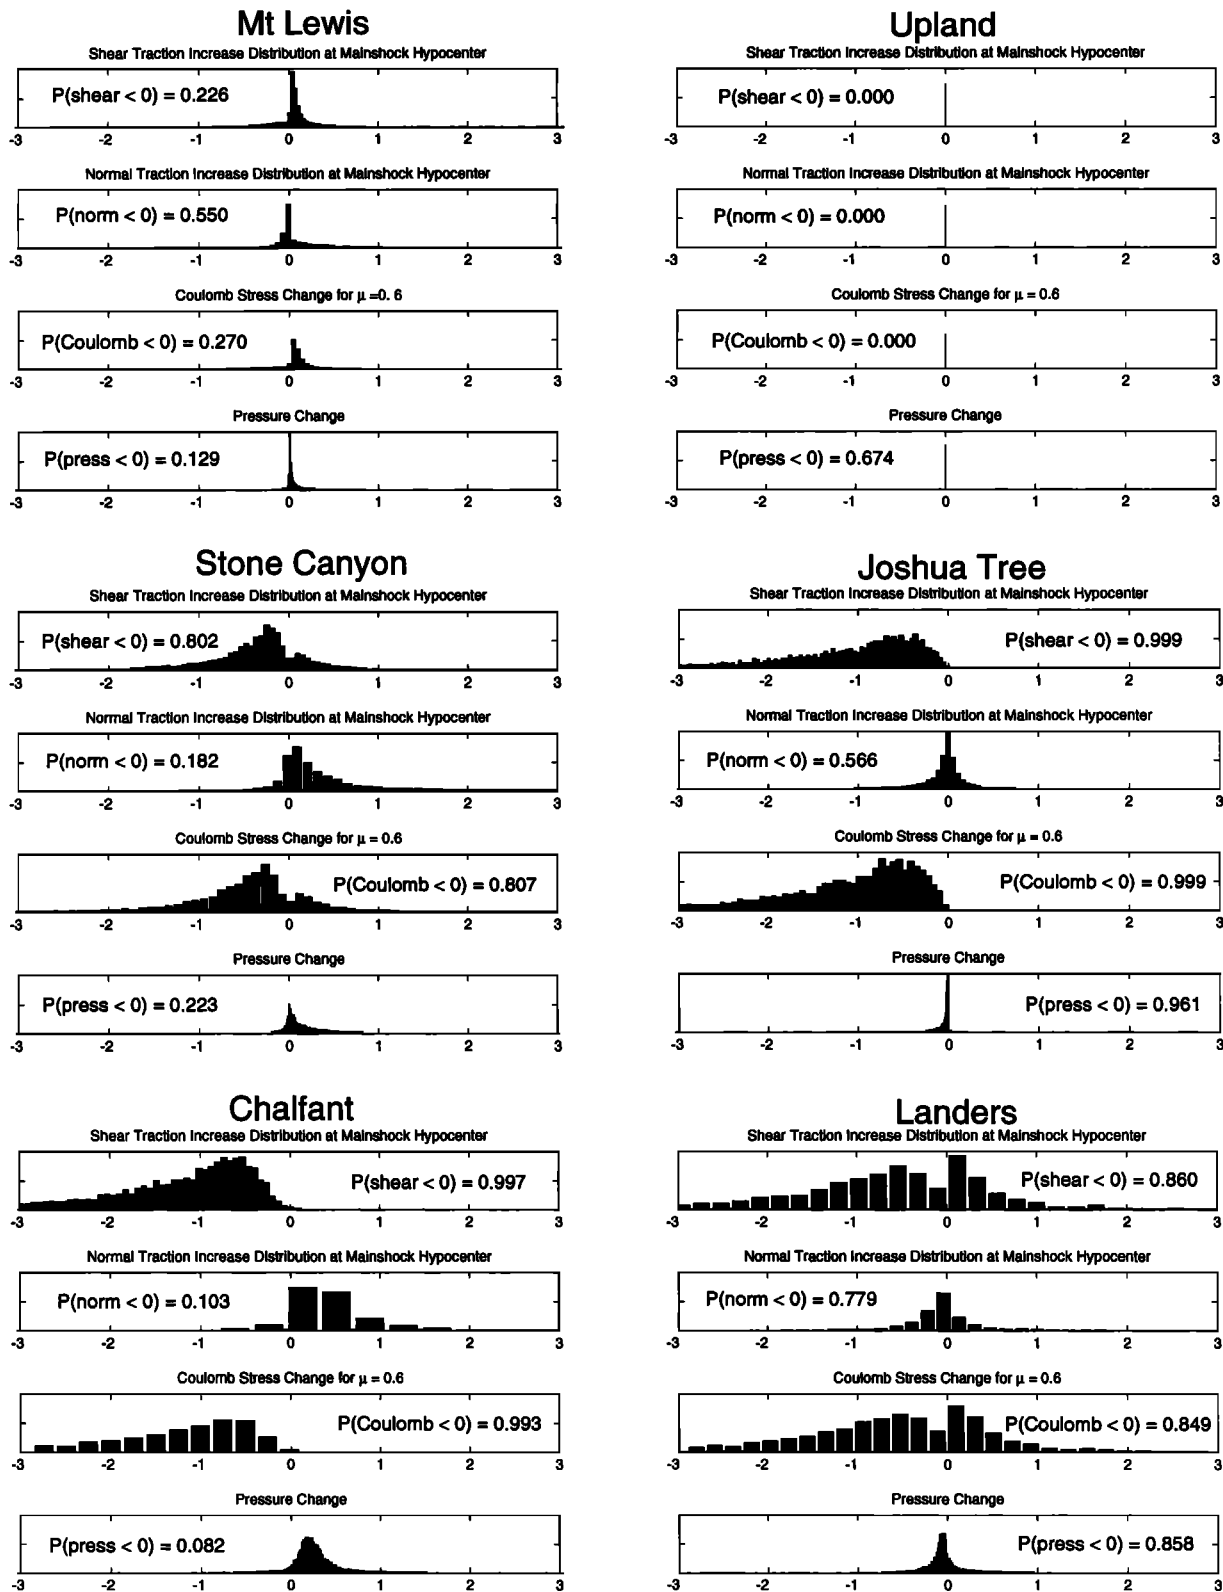 Mt Lewis
Shear Traction Increase Distribution at Mainshock Hypocenter
P(shear < 0) = 0.226
-3 -2 -1 0 1 2 3
Normal Traction Increase Distribution at Mainshock Hypocenter
P(norm < 0) = 0.550
-3 -2 -1 0 1 2 3
Coulomb Stress Change for μ =0. 6
P(Coulomb < 0) = 0.270
-3 -2 -1 0 1 2 3
Pressure Change
P(press < 0) = 0.129
-3 -2 -1 0 1 2 3
Upland
Shear Traction Increase Distribution at Mainshock Hypocenter
P(shear < 0) = 0.000
-3 -2 -1 0 1 2 3
Normal Traction Increase Distribution at Mainshock Hypocenter
P(norm < 0) = 0.000
-3 -2 -1 0 1 2 3
Coulomb Stress Change for μ = 0.6
P(Coulomb < 0) = 0.000
-3 -2 -1 0 1 2 3
Pressure Change
P(press < 0) = 0.674
-3 -2 -1 0 1 2 3
Stone Canyon
Shear Traction Increase Distribution at Mainshock Hypocenter
P(shear < 0) = 0.802
-3 -2 -1 0 1 2 3
Normal Traction Increase Distribution at Mainshock Hypocenter
P(norm < 0) = 0.182
-3 -2 -1 0 1 2 3
Coulomb Stress Change for μ = 0.6
P(Coulomb < 0) = 0.807
-3 -2 -1 0 1 2 3
Pressure Change
P(press < 0) = 0.223
-3 -2 -1 0 1 2 3
Joshua Tree
Shear Traction Increase Distribution at Mainshock Hypocenter
P(shear < 0) = 0.999
-3 -2 -1 0 1 2 3
Normal Traction Increase Distribution at Mainshock Hypocenter
P(norm < 0) = 0.566
-3 -2 -1 0 1 2 3
Coulomb Stress Change for μ = 0.6
P(Coulomb < 0) = 0.999
-3 -2 -1 0 1 2 3
Pressure Change
P(press < 0) = 0.961
-3 -2 -1 0 1 2 3
Chalfant
Shear Traction Increase Distribution at Mainshock Hypocenter
P(shear < 0) = 0.997
-3 -2 -1 0 1 2 3
Normal Traction Increase Distribution at Mainshock Hypocenter
P(norm < 0) = 0.103
-3 -2 -1 0 1 2 3
Coulomb Stress Change for μ = 0.6
P(Coulomb < 0) = 0.993
-3 -2 -1 0 1 2 3
Pressure Change
P(press < 0) = 0.082
-3 -2 -1 0 1 2 3
Landers
Shear Traction Increase Distribution at Mainshock Hypocenter
P(shear < 0) = 0.860
-3 -2 -1 0 1 2 3
Normal Traction Increase Distribution at Mainshock Hypocenter
P(norm < 0) = 0.779
-3 -2 -1 0 1 2 3
Coulomb Stress Change for μ = 0.6
P(Coulomb < 0) = 0.849
-3 -2 -1 0 1 2 3
Pressure Change
P(press < 0) = 0.858
-3 -2 -1 0 1 2 3